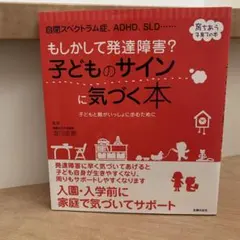 自閉スペクトラム症、ADHD、SLD……
もしかして発達障害？
子どものサイン
に気づく本
子どもと親がいっしょに歩むために
発達障害に早く気づいてあげると
子ども自身が生きやすくなり、
周りもサポートしやすくなります
入園・入学前に
家庭で気づいてサポート